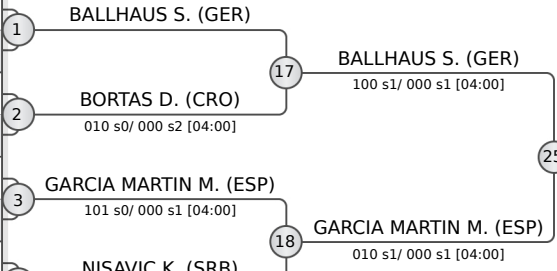 BALLHAUS S. (GER)
1
17
BALLHAUS S. (GER)
100 s1/ 000 s1 [04:00]
BORTAS D. (CRO)
2
010 s0/ 000 s2 [04:00]
25
GARCIA MARTIN M. (ESP)
3
101 s0/ 000 s1 [04:00]
GARCIA MARTIN M. (ESP)
18
010 s1/ 000 s1 [04:00]
NISAVIC K. (SRB)